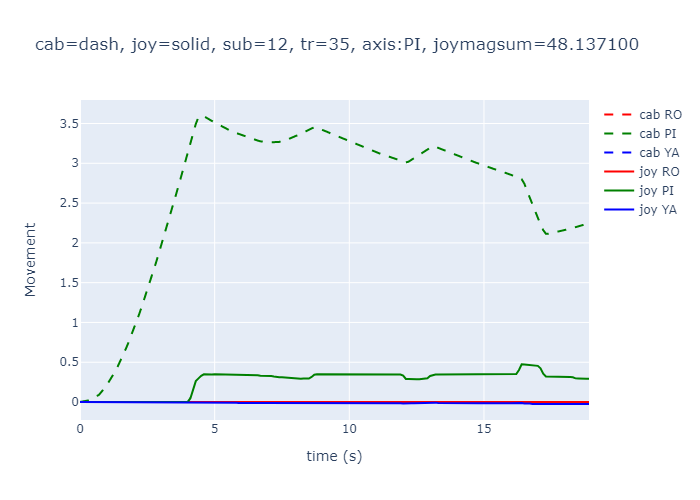 cab=dash, joy=solid, sub=12, tr=35, axis:PI, joymagsum=48.137100
cab RO
cab PI
cab YA
joy RO
joy PI
joy YA
Movement
3.5
3
2.5
2
1.5
1
0.5
0
0
5
10
15
time (s)